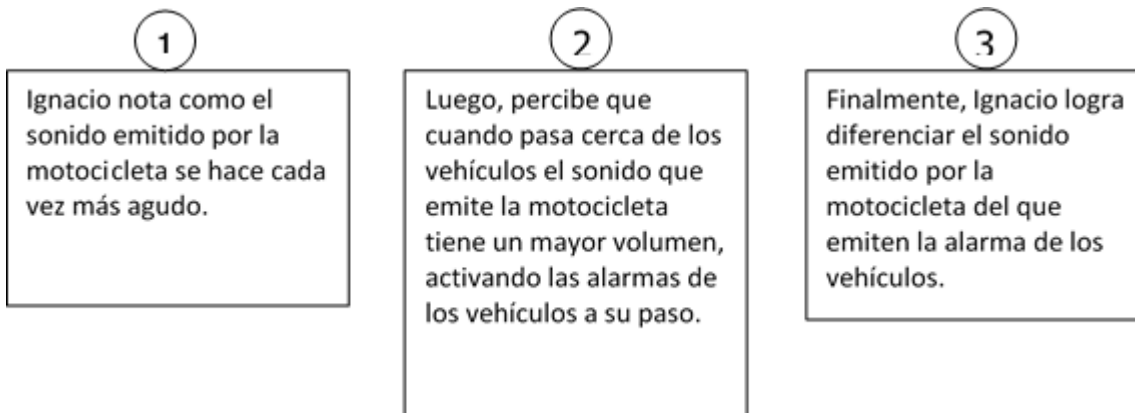 1
Ignacio nota como el
sonido emitido por la
motocicleta se hace cada
vez más agudo.
2
Luego, percibe que
cuando pasa cerca de los
vehículos el sonido que
emite la motocicleta
tiene un mayor volumen,
activando las alarmas de
los vehículos a su paso.
3
Finalmente, Ignacio logra
diferenciar el sonido
emitido por la
motocicleta del que
emiten la alarma de los
vehículos.